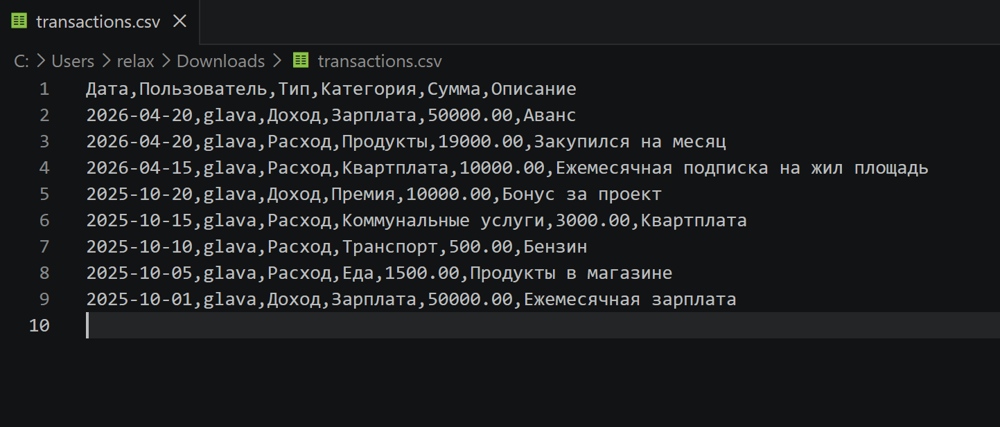 transactions.csv
C: > Users > relax > Downloads > transactions.csv
1 Дата,Пользователь,Тип,Категория,Сумма,Описание
2 2026-04-20,glava,Доход,Зарплата,50000.00,Аванс
3 2026-04-20,glava,Расход,Продукты,19000.00,Закупился на месяц
4 2026-04-15,glava,Расход,Квартплата,10000.00,Ежемесячная подписка на жил площадь
5 2025-10-20,glava,Доход,Премия,10000.00,Бонус за проект
6 2025-10-15,glava,Расход,Коммунальные услуги,3000.00,Квартплата
7 2025-10-10,glava,Расход,Транспорт,500.00,Бензин
8 2025-10-05,glava,Расход,Еда,1500.00,Продукты в магазине
9 2025-10-01,glava,Доход,Зарплата,50000.00,Ежемесячная зарплата
10